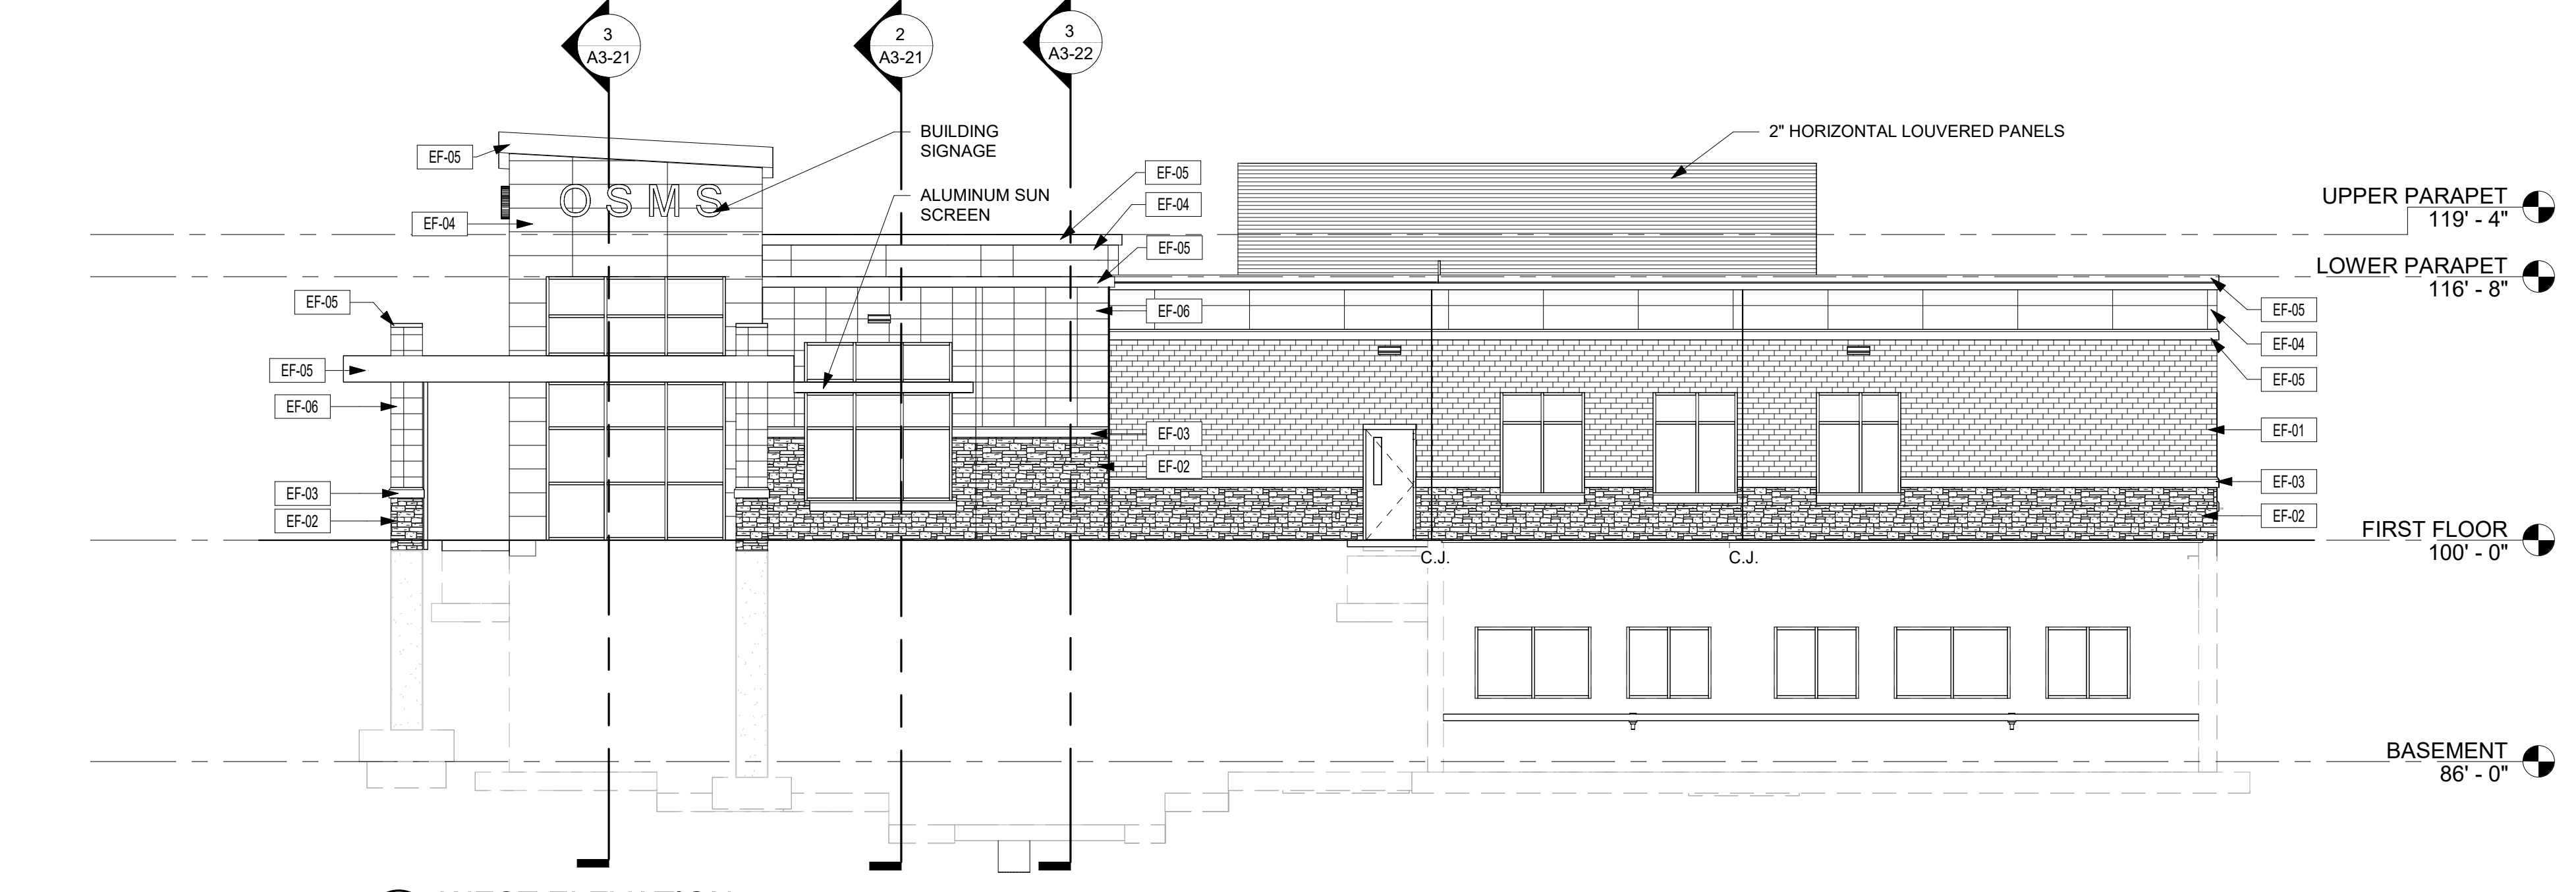 3
A3-21
2
A3-21
3
A3-22
BUILDING
SIGNAGE
2" HORIZONTAL LOUVERED PANELS
EF-05
EF-05
ALUMINUM SUN
SCREEN
OSMS
EF-04
EF-04
UPPER PARAPET
119' - 4"
EF-05
LOWER PARAPET
116' - 8"
EF-05
EF-06
EF-05
EF-04
EF-05
EF-05
EF-06
EF-03
EF-01
EF-02
EF-03
EF-03
EF-02
EF-02
FIRST FLOOR
100' - 0"
C.J.
C.J.
BASEMENT
86' - 0"
WEST ELEVATION